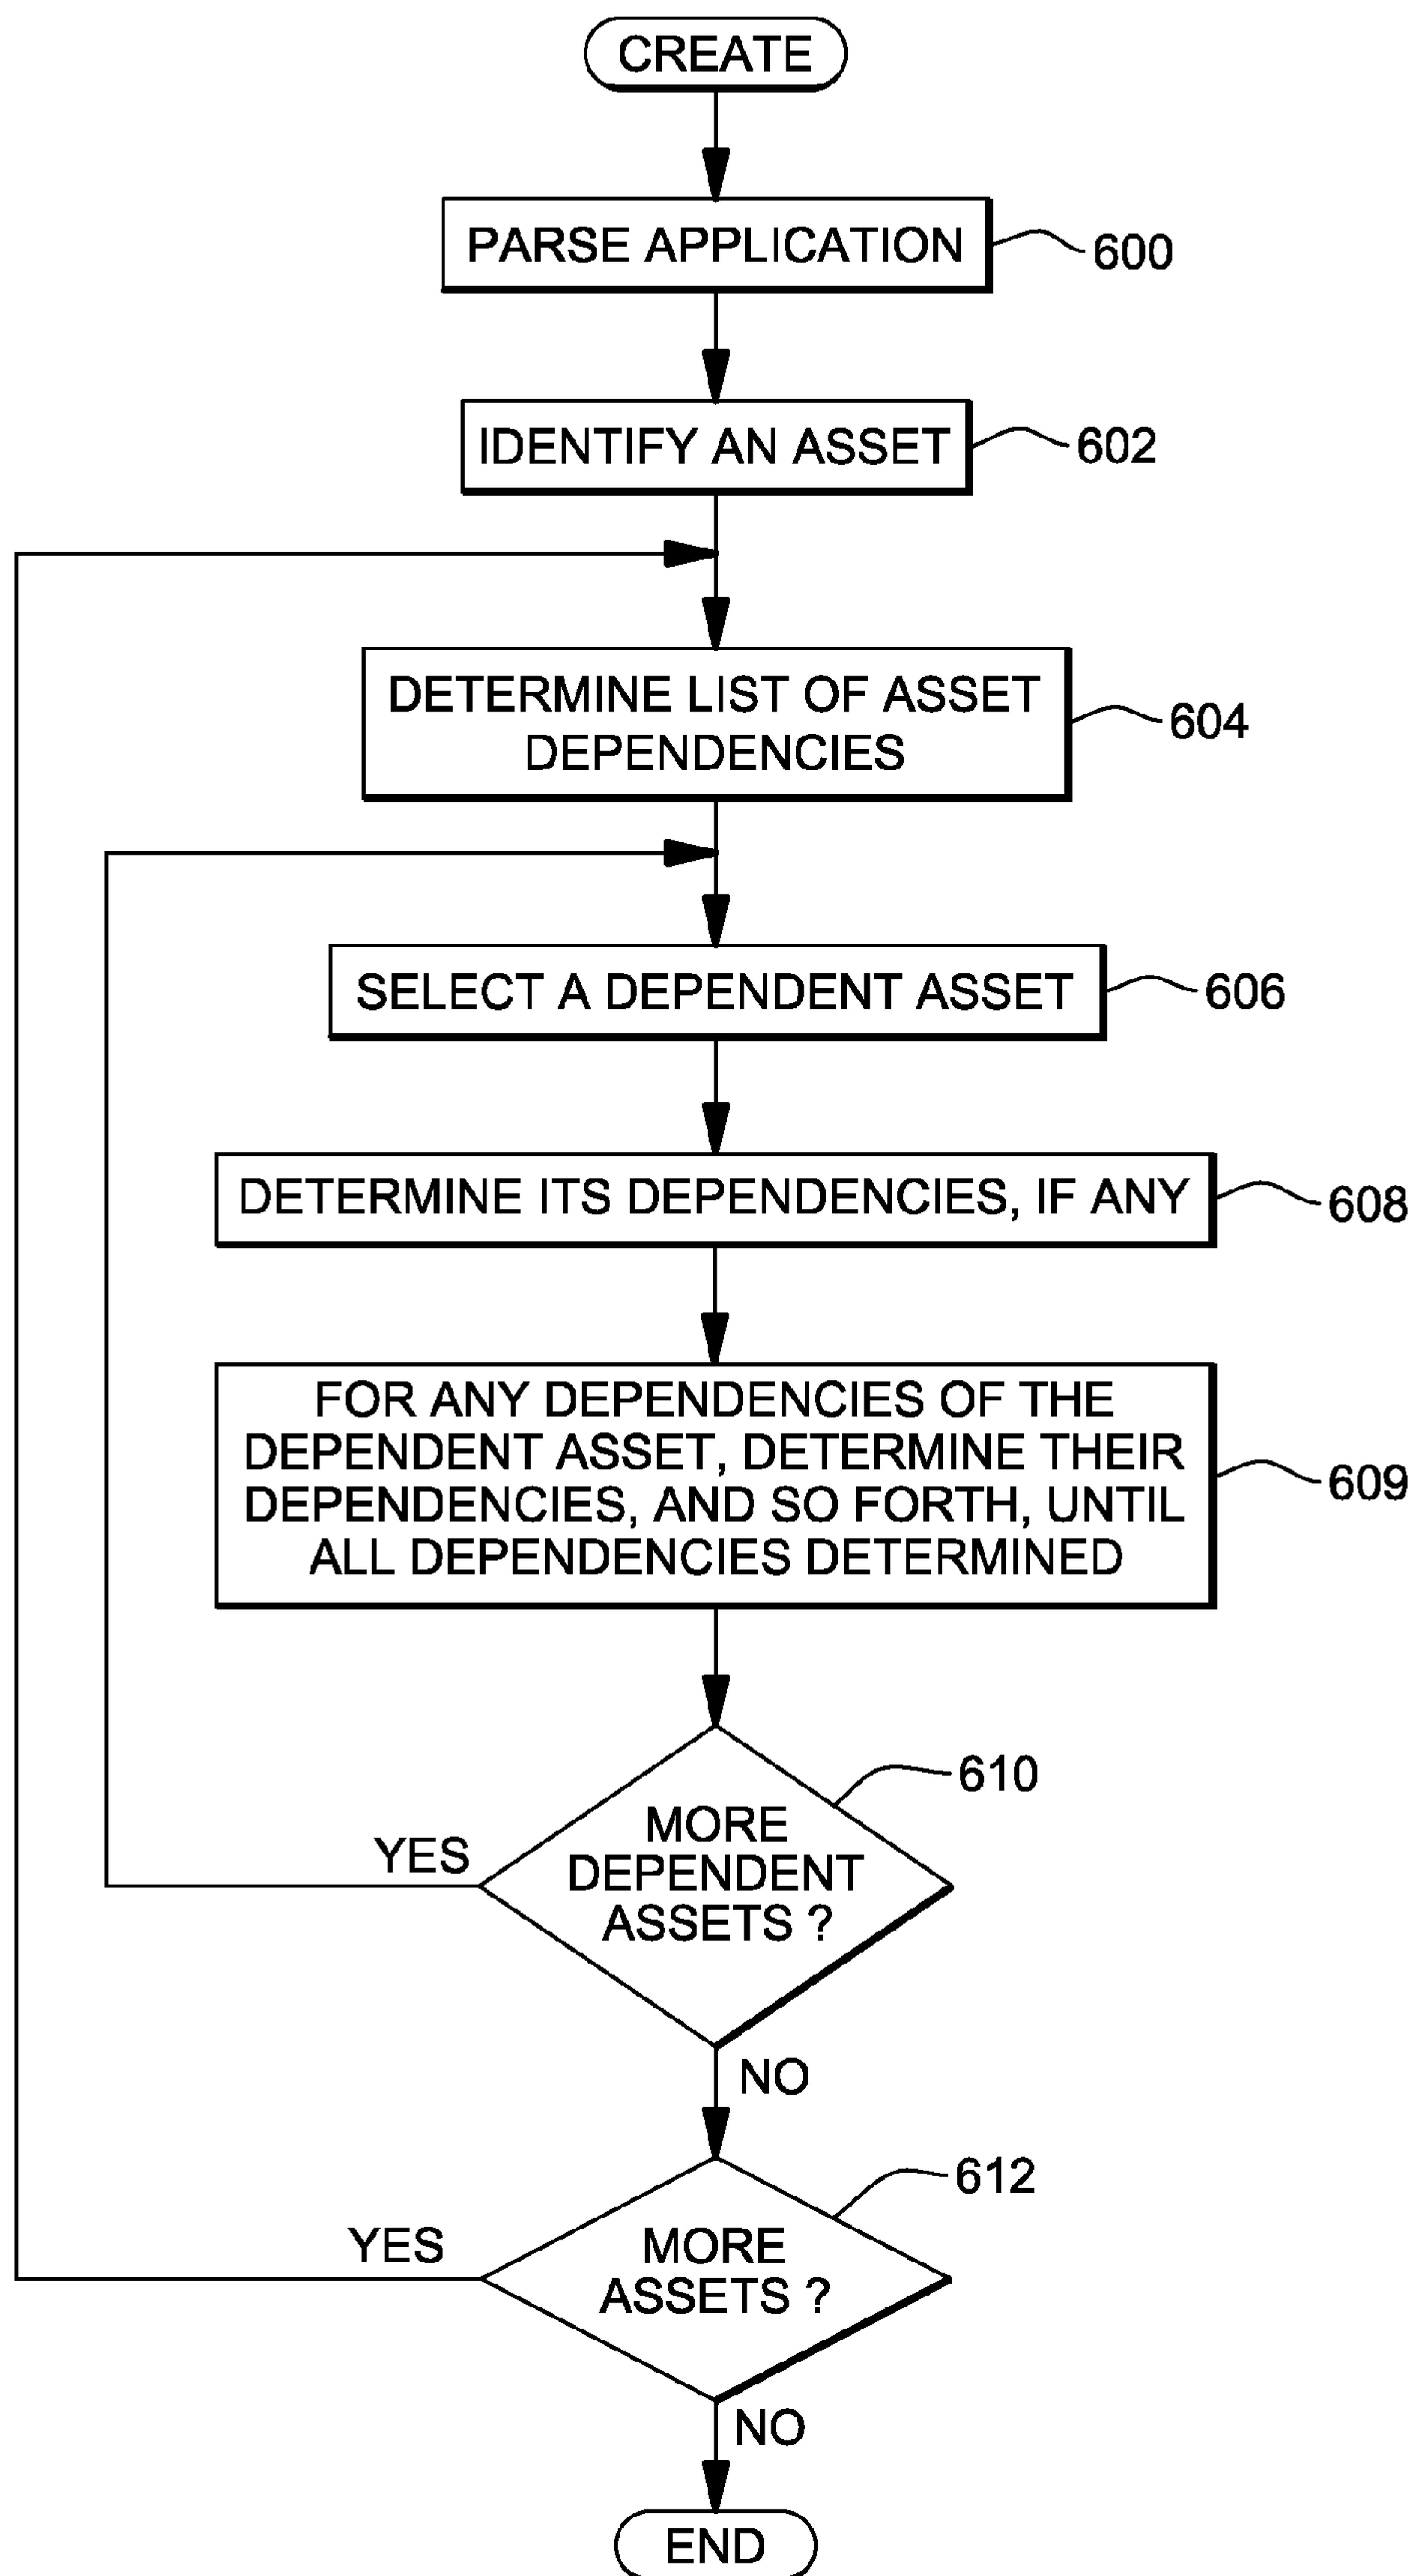 CREATE
PARSE APPLICATION
600
IDENTIFY AN ASSET
602
DETERMINE LIST OF ASSET
DEPENDENCIES
604
SELECT A DEPENDENT ASSET
606
DETERMINE ITS DEPENDENCIES, IF ANY
608
FOR ANY DEPENDENCIES OF THE
DEPENDENT ASSET, DETERMINE THEIR
DEPENDENCIES, AND SO FORTH, UNTIL
ALL DEPENDENCIES DETERMINED
609
610
MORE
DEPENDENT
ASSETS ?
YES
NO
612
MORE
ASSETS ?
YES
NO
END